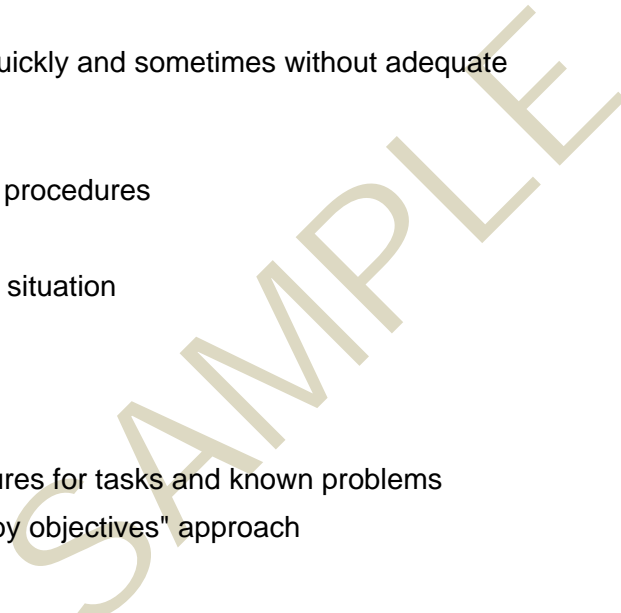 uickly and sometimes without adequate
procedures
situation
ures for tasks and known problems
by objectives" approach
SAMPLE